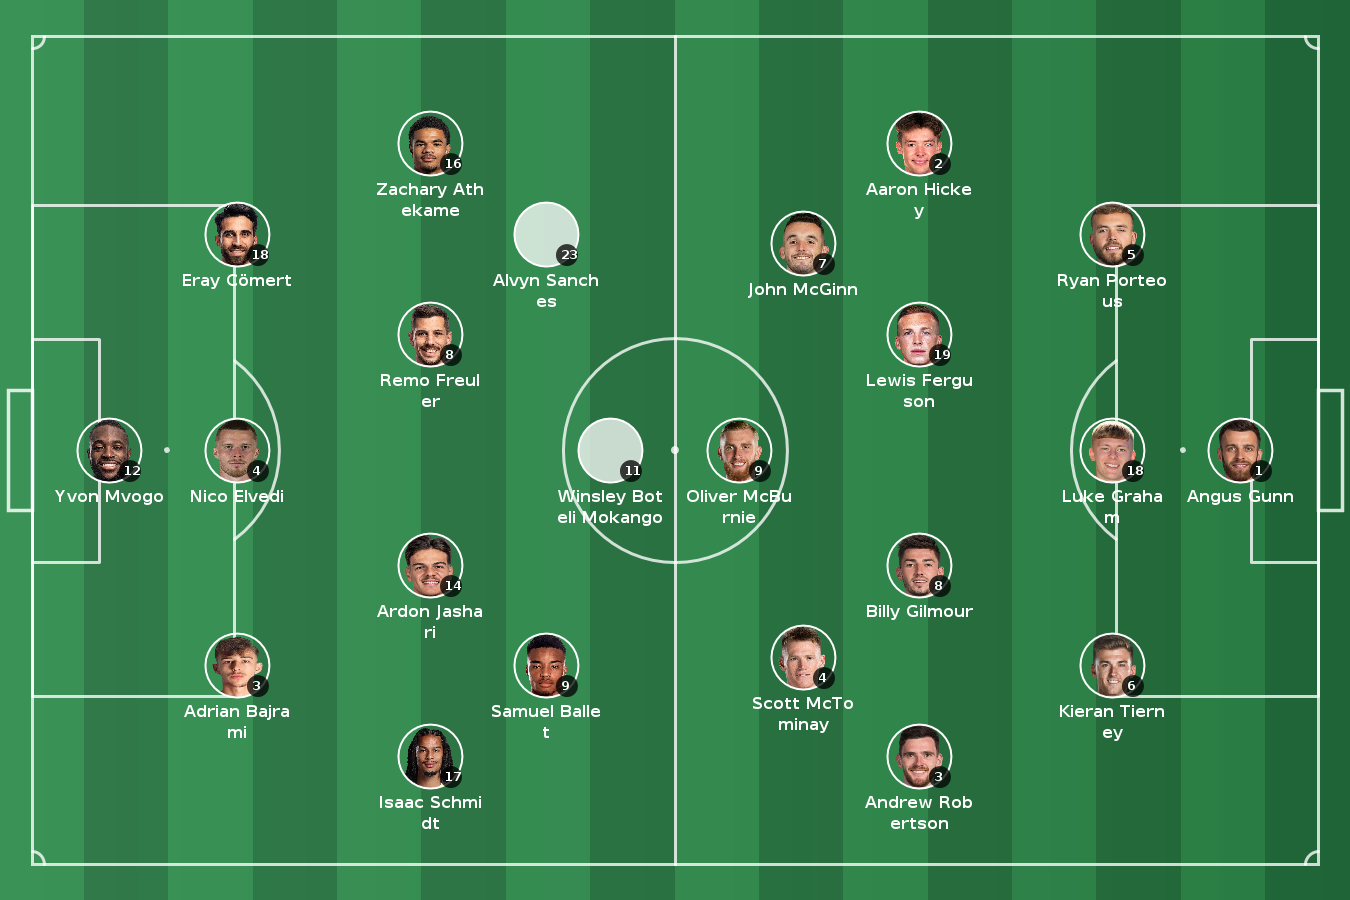 16
Zachary Ath
ekame
2
Aaron Hicke
y
18
Eray Cömert
23
Alvyn Sanch
es
7
John McGinn
5
Ryan Porteo
us
8
Remo Freul
er
19
Lewis Fergu
son
12
Yvon Mvogo
4
Nico Elvedi
11
Winsley Bot
eli Mokango
9
Oliver McBu
rnie
18
Luke Graha
m
1
Angus Gunn
14
Ardon Jasha
ri
8
Billy Gilmour
3
Adrian Bajra
mi
9
Samuel Balle
t
4
Scott McTo
minay
6
Kieran Tiern
ey
17
Isaac Schmi
dt
3
Andrew Rob
ertson